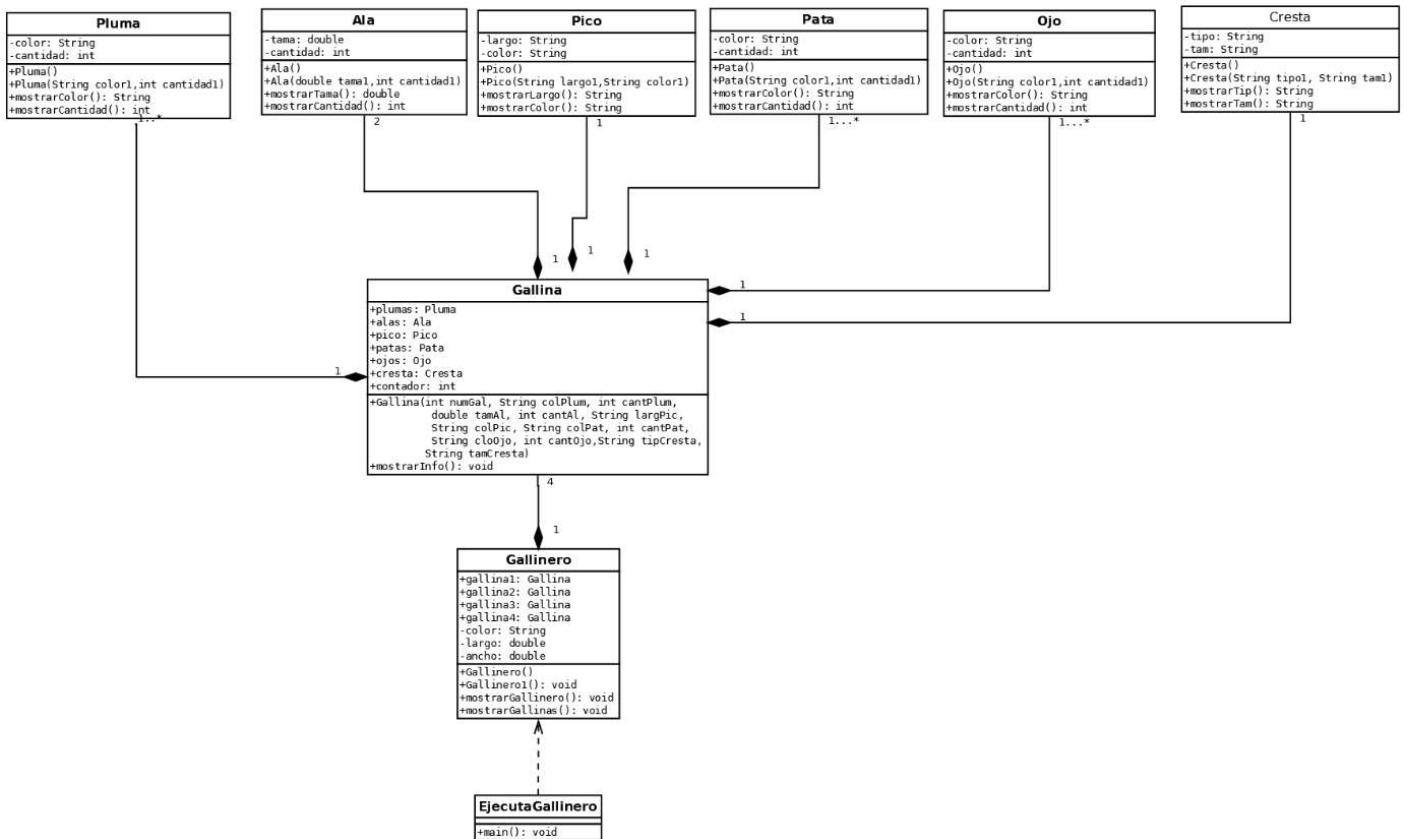 Pluma
-color: String
-cantidad: int
+Pluma()
+Pluma(String color1,int cantidad1)
+mostrarColor(): String
+mostrarCantidad(): int
1..*
Ala
-tama: double
-cantidad: int
+Ala()
+Ala(double tama1,int cantidad1)
+mostrarTama(): double
+mostrarCantidad(): int
2
Pico
-largo: String
-color: String
+Pico()
+Pico(String largo1,String color1)
+mostrarLargo(): String
+mostrarColor(): String
1
Pata
-color: String
-cantidad: int
+Pata()
+Pata(String color1,int cantidad1)
+mostrarColor(): String
+mostrarCantidad(): int
1...*
Ojo
-color: String
-cantidad: int
+Ojo()
+Ojo(String color1,int cantidad1)
+mostrarColor(): String
+mostrarCantidad(): int
1...*
Cresta
-tipo: String
-tam: String
+Cresta()
+Cresta(String tipo1, String tam1)
+mostrarTip(): String
+mostrarTam(): String
1
1
1
1
1
1
1
Gallina
+plumas: Pluma
+alas: Ala
+pico: Pico
+patas: Pata
+ojos: Ojo
+cresta: Cresta
+contador: int
+Gallina(int numGal, String colPlum, int cantPlum,
double tamAl, int cantAl, String largPic,
String colPic, String colPat, int cantPat,
String cloOjo, int cantOjo,String tipCresta,
String tamCresta)
+mostrarInfo(): void
4
1
Gallinero
+gallina1: Gallina
+gallina2: Gallina
+gallina3: Gallina
+gallina4: Gallina
-color: String
-largo: double
-ancho: double
+Gallinero()
+Gallinero1(): void
+mostrarGallinero(): void
+mostrarGallinas(): void
EjecutaGallinero
+main(): void